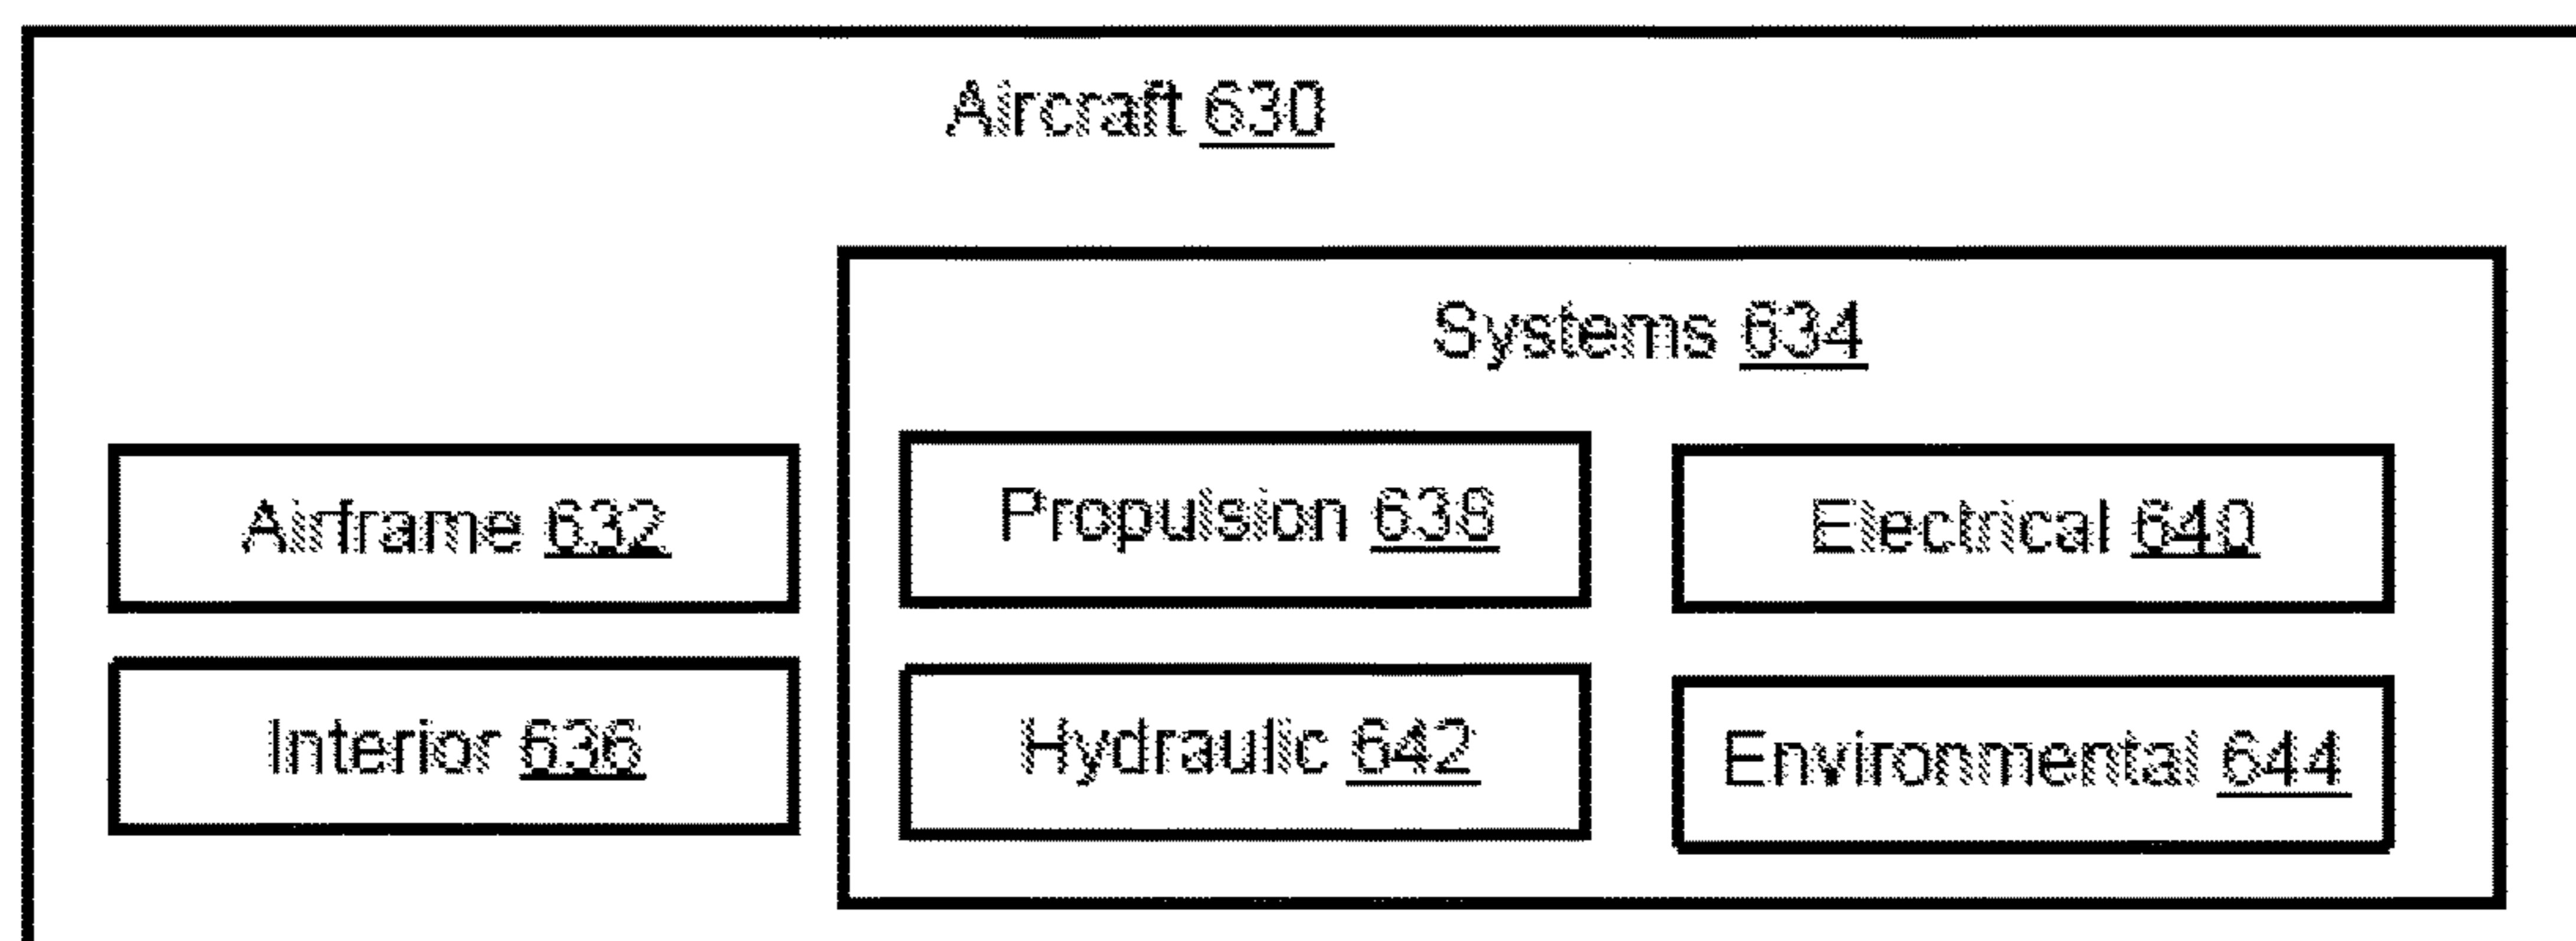 Aircraft 630
Systems 634
Airframe 632
Propulsion 638
Electrical 640
Interior 636
Hydraulic 642
Environmental 644